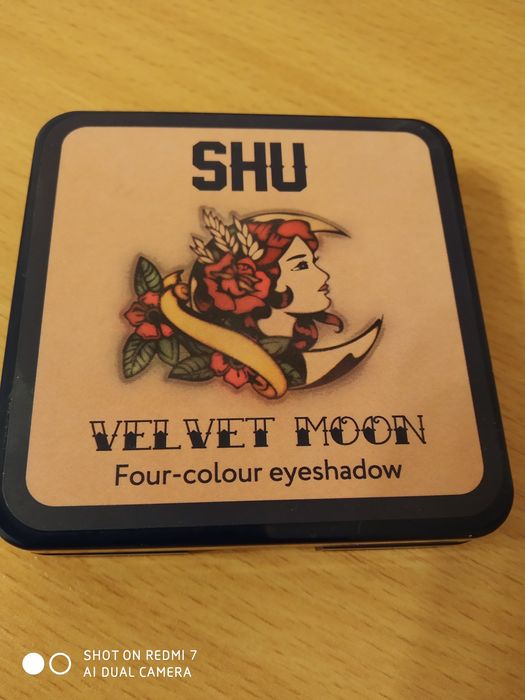 SHU
VELVET MOON
Four-colour eyeshadow
SHOT ON REDMI 7
AI DUAL CAMERA